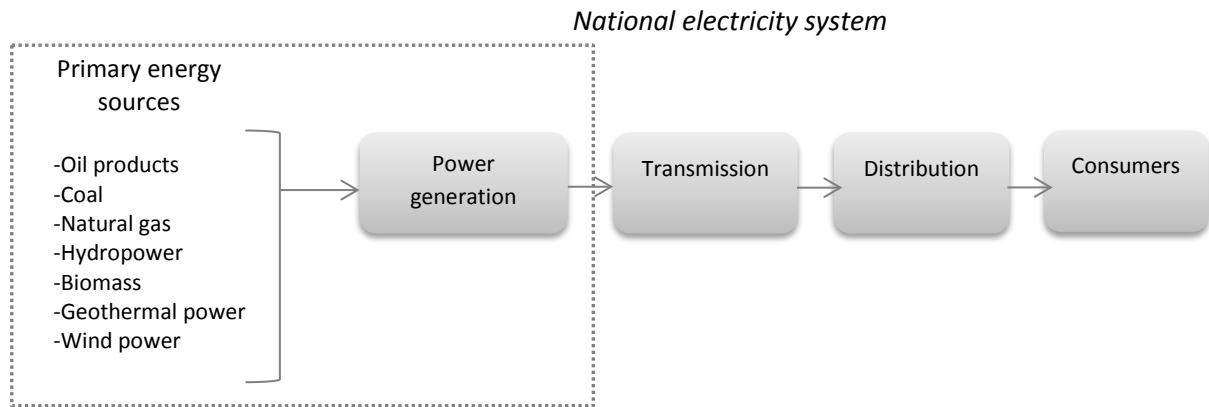 National electricity system
Primary energy
sources
-Oil products
-Coal
-Natural gas
-Hydropower
-Biomass
-Geothermal power
-Wind power
Power
generation
Transmission
Distribution
Consumers